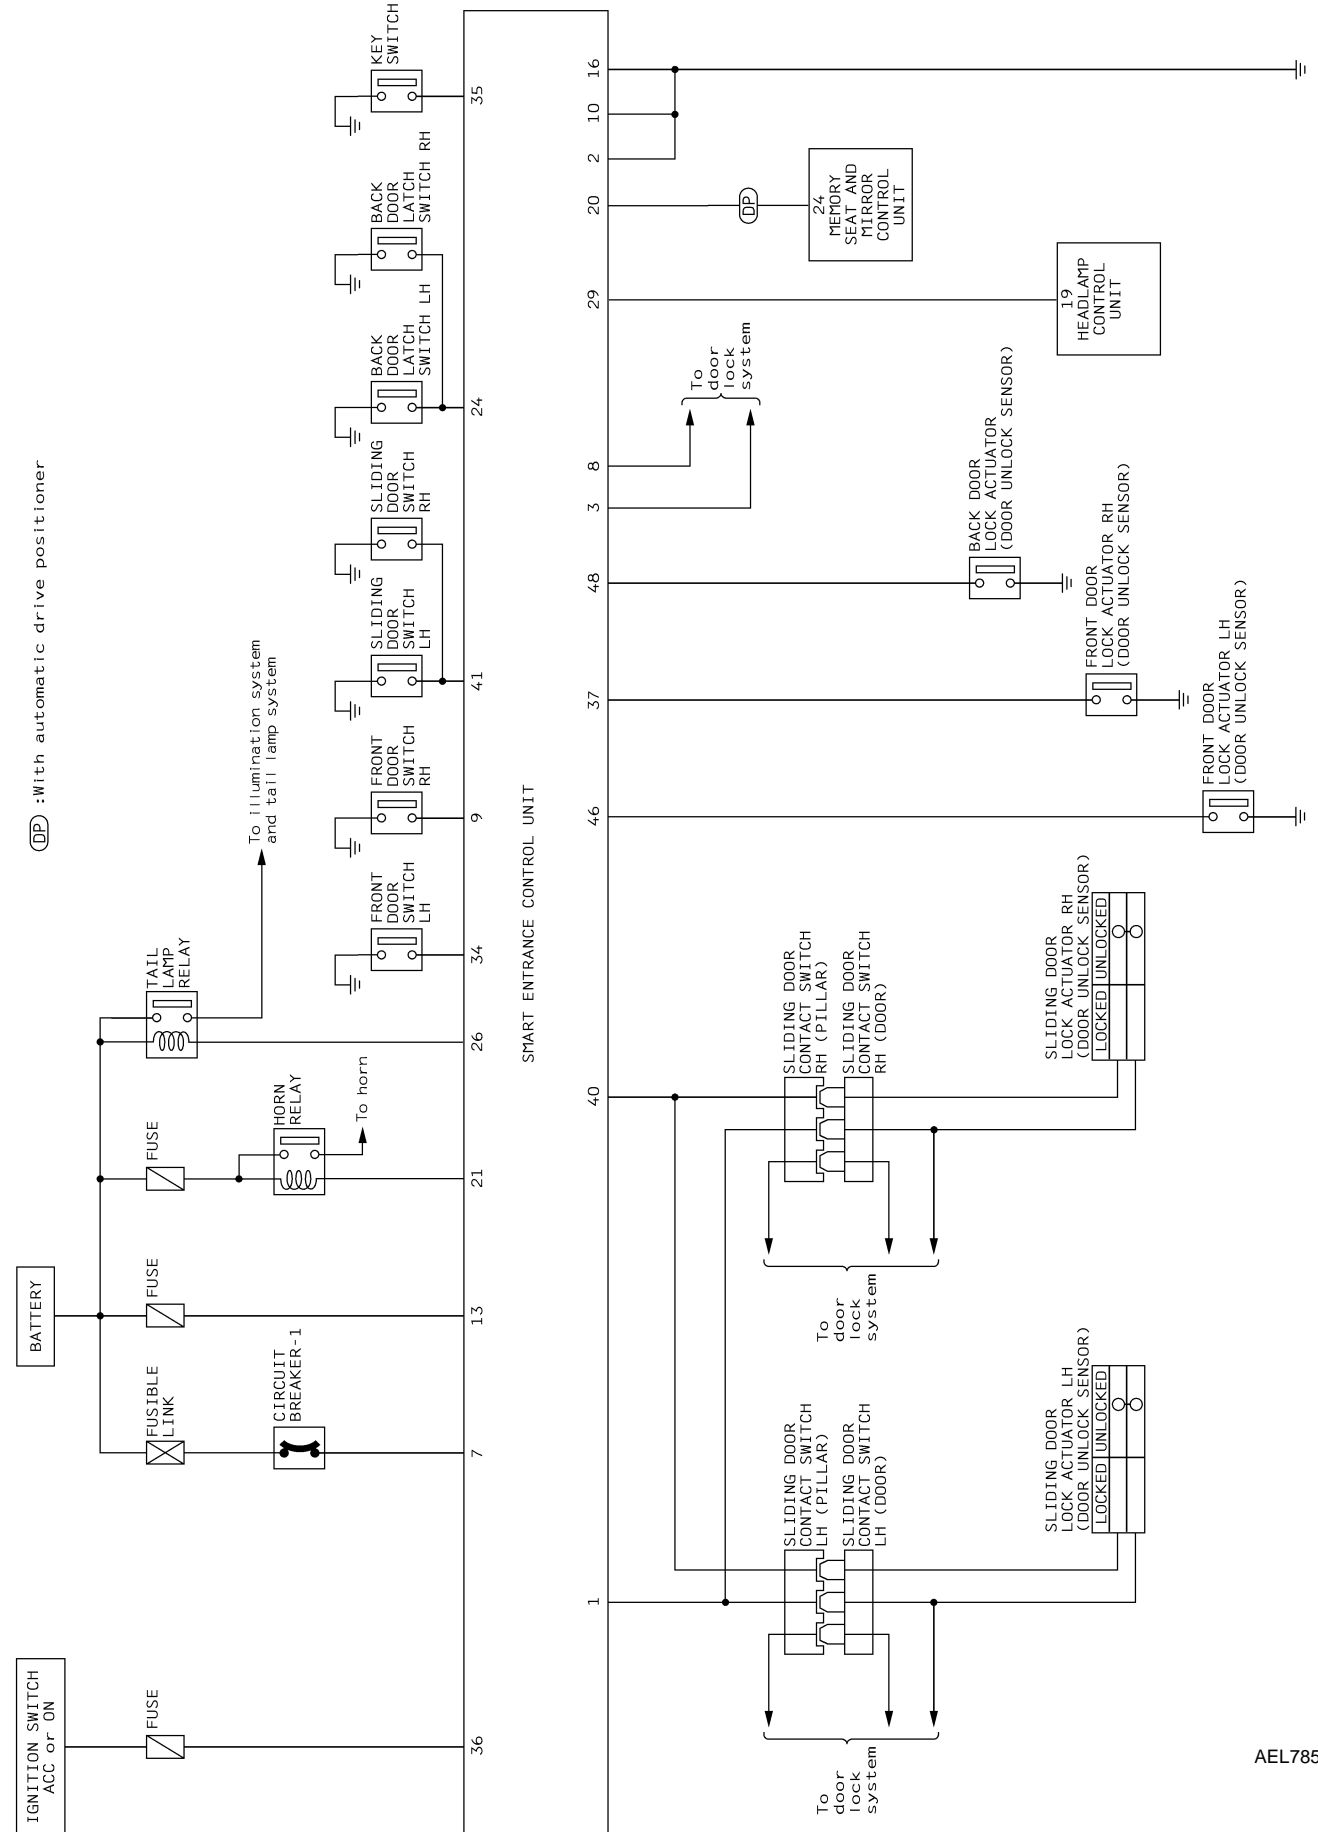 IGNITION SWITCH
ACC or ON
BATTERY
(DP) :With automatic drive positioner
FUSE
FUSIBLE
LINK
FUSE
FUSE
TAIL
LAMP
RELAY
To illumination system
and tail lamp system
CIRCUIT
BREAKER-1
HORN
RELAY
To horn
FRONT
DOOR
SWITCH
LH
FRONT
DOOR
SWITCH
RH
SLIDING
DOOR
SWITCH
LH
SLIDING
DOOR
SWITCH
RH
BACK
DOOR
LATCH
SWITCH LH
BACK
DOOR
LATCH
SWITCH RH
KEY
SWITCH
36
7
13
21
26
34
9
41
24
35
SMART ENTRANCE CONTROL UNIT
1
40
46
37
48
3
8
29
20
2
10
16
To
door
lock
system
DP
24
MEMORY
SEAT AND
MIRROR
CONTROL
UNIT
19
HEADLAMP
CONTROL
UNIT
SLIDING DOOR
CONTACT SWITCH
LH (PILLAR)
SLIDING DOOR
CONTACT SWITCH
LH (DOOR)
To
door
lock
system
SLIDING DOOR
CONTACT SWITCH
RH (PILLAR)
SLIDING DOOR
CONTACT SWITCH
RH (DOOR)
To
door
lock
system
BACK DOOR
LOCK ACTUATOR
(DOOR UNLOCK SENSOR)
FRONT DOOR
LOCK ACTUATOR RH
(DOOR UNLOCK SENSOR)
FRONT DOOR
LOCK ACTUATOR LH
(DOOR UNLOCK SENSOR)
SLIDING DOOR
LOCK ACTUATOR LH
(DOOR UNLOCK SENSOR)
LOCKED UNLOCKED
SLIDING DOOR
LOCK ACTUATOR RH
(DOOR UNLOCK SENSOR)
LOCKED UNLOCKED
AEL785